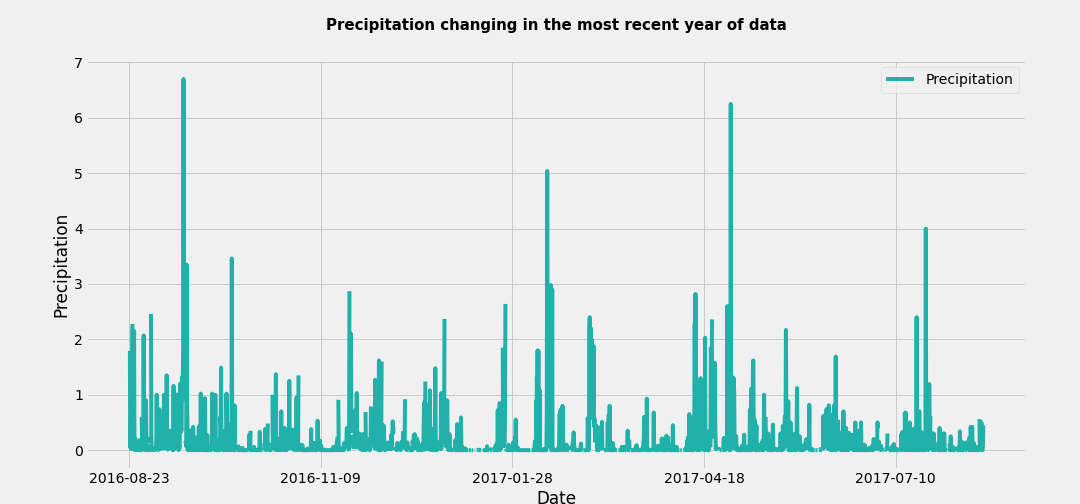 Precipitation changing in the most recent year of data
7
Precipitation
6
5
4
3
2
1
0
Precipitation
2016-08-23 2016-11-09 2017-01-28 2017-04-18 2017-07-10
Date